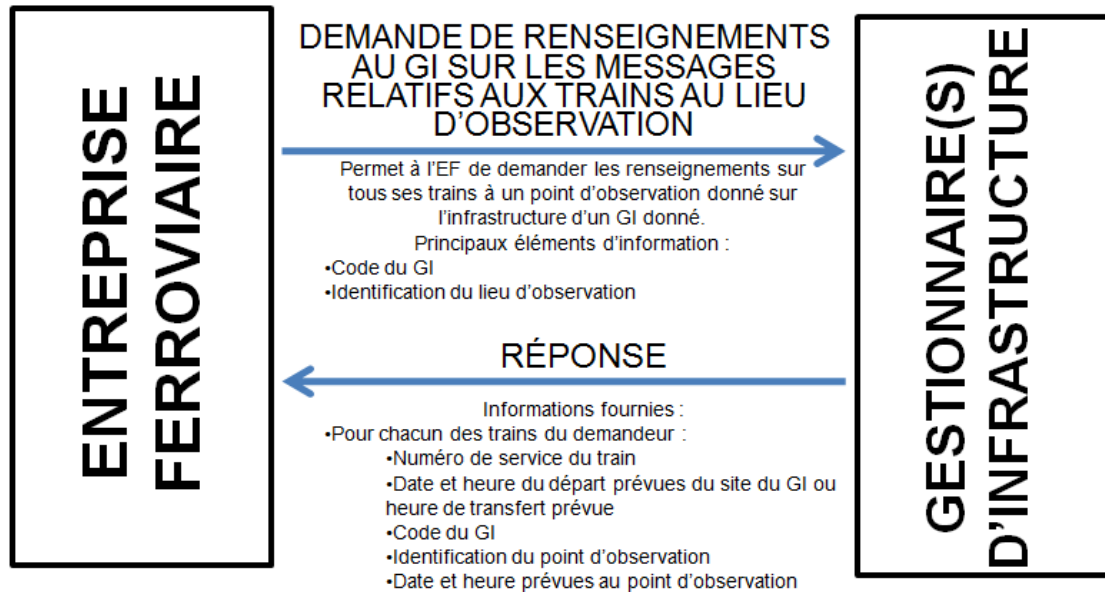 ENTREPRISE
FERROVIAIRE
DEMANDE DE RENSEIGNEMENTS
AU GI SUR LES MESSAGES
RELATIFS AUX TRAINS AU LIEU
D’OBSERVATION
Permet à l’EF de demander les renseignements sur
tous ses trains à un point d’observation donné sur
l’infrastructure d’un GI donné.
Principaux éléments d’information :
•Code du GI
•Identification du lieu d’observation
RÉPONSE
Informations fournies :
•Pour chacun des trains du demandeur :
•Numéro de service du train
•Date et heure du départ prévues du site du GI ou
heure de transfert prévue
•Code du GI
•Identification du point d’observation
•Date et heure prévues au point d’observation
GESTIONNAIRE(S)
D’INFRASTRUCTURE